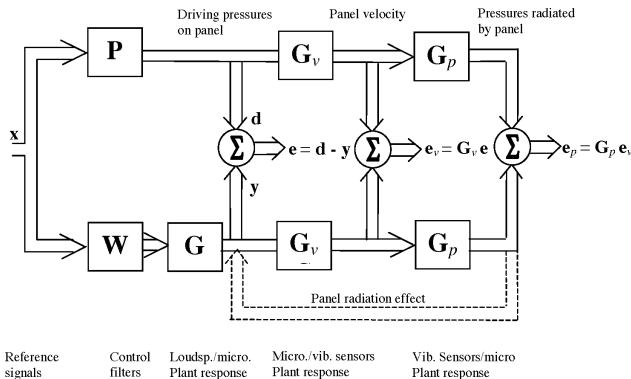 Driving pressures on panel
Panel velocity
Pressures radiated by panel
P
G_v
G_p
x
d
Σ
e = d - y
Σ
e_v = G_v e
Σ
e_p = G_p e_v
y
W
G
G_v
G_p
Panel radiation effect
Reference signals
Control filters
Loudsp./micro. Plant response
Micro./vib. sensors Plant response
Vib. Sensors/micro Plant response